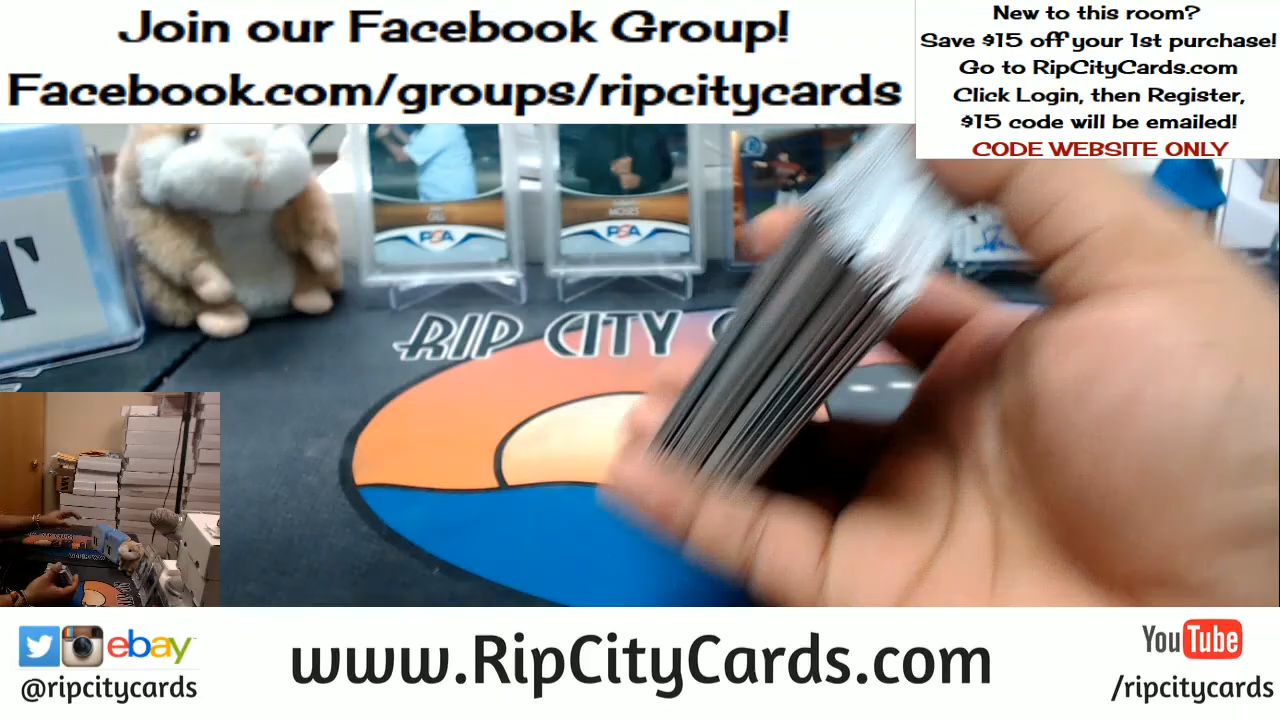 Join our Facebook Group!
Facebook.com/groups/ripcitycards
New to this room?
Save $15 off your 1st purchase!
Go to RipCityCards.com
Click Login, then Register,
$15 code will be emailed!
CODE WEBSITE ONLY
GILL
MOSES
PSA
PSA
T
RIP CITY
ebay
@ripcitycards
www.RipCityCards.com
YouTube
/ripcitycards